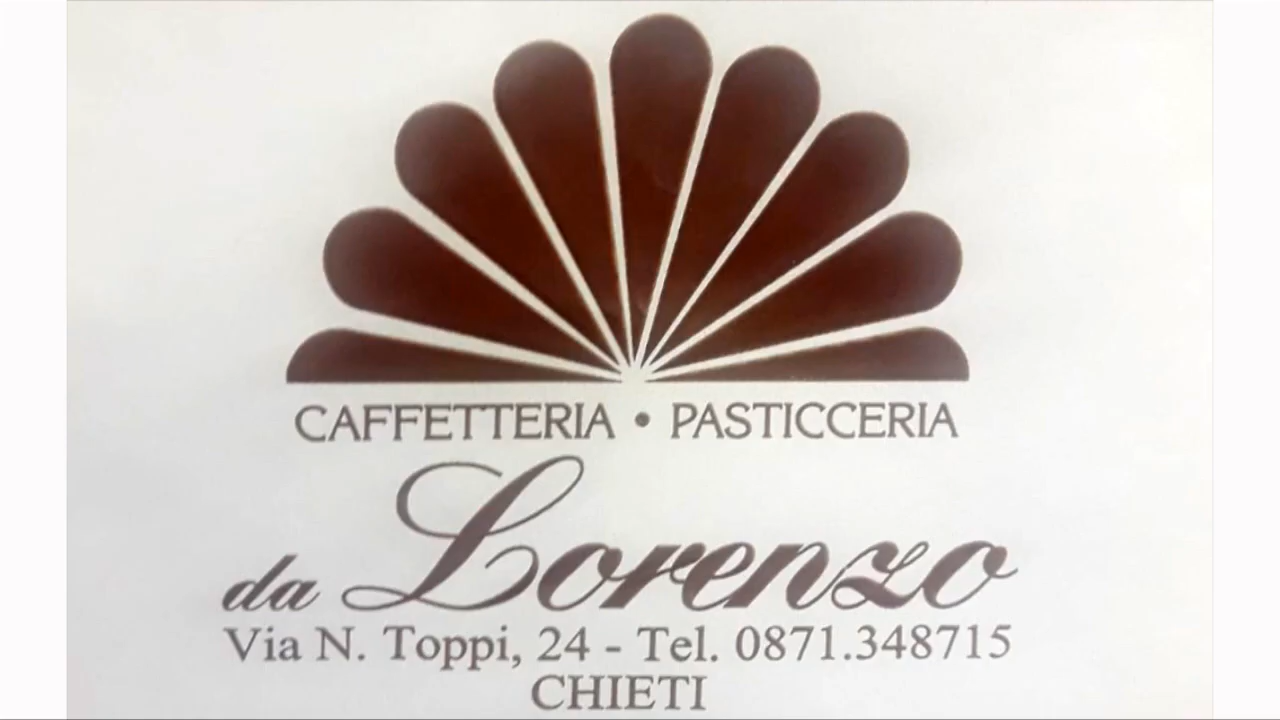 CAFFETTERIA • PASTICCERIA
da Lorenzo
Via N. Toppi, 24 - Tel. 0871.348715
CHIETI